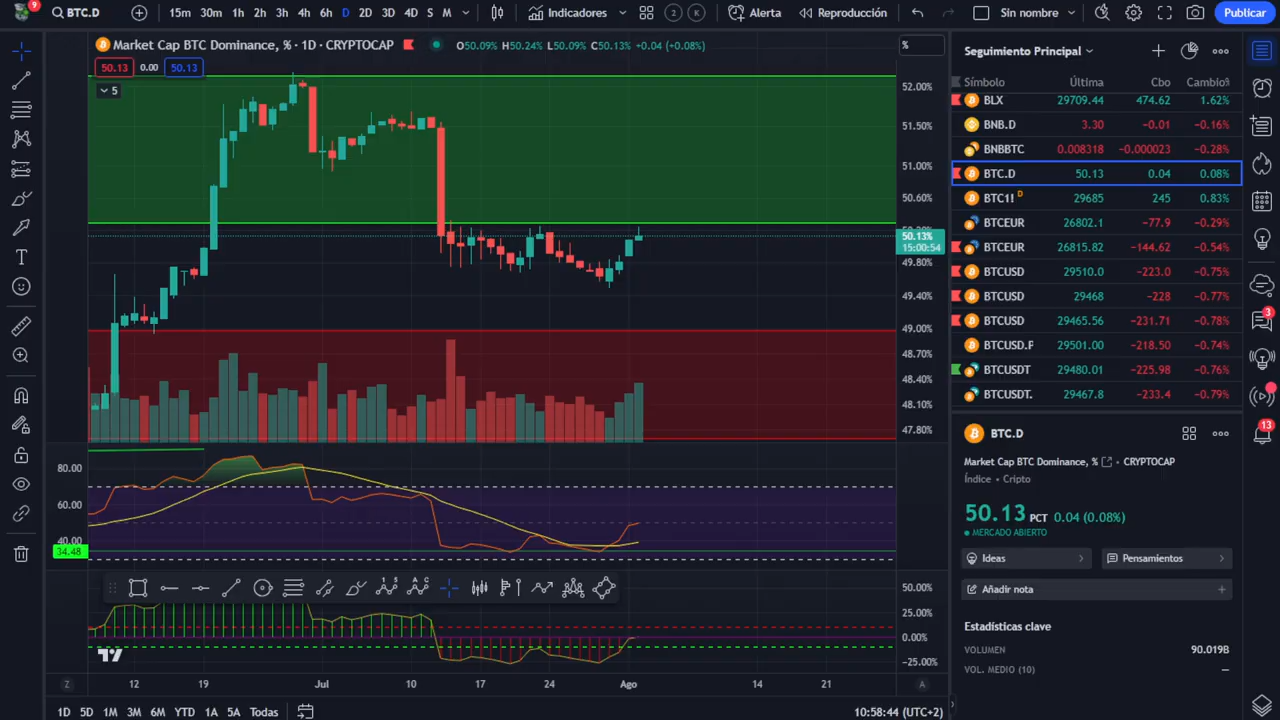 9
BTC.D
15m 30m 1h 2h 3h 4h 6h D 2D 3D 4D S M
Indicadores
2
K
Alerta
Reproducción
Sin nombre
Publicar
Market Cap BTC Dominance, % · 1D · CRYPTOCAP
O50.09% H50.24% L50.09% C50.13% +0.04 (+0.08%)
50.13 0.00 50.13
5
%
52.00%
51.50%
51.00%
50.60%
50.13%
15:00:54
49.80%
49.40%
49.00%
48.70%
48.40%
48.10%
47.80%
80.00
60.00
40.00
34.48
50.00%
25.00%
0.00%
−25.00%
Z
12 19 Jul 10 17 24 Ago 14 21
A
1D 5D 1M 3M 6M YTD 1A 5A Todas
10:58:44 (UTC+2)
Seguimiento Principal
Símbolo Última Cbo Cambio%
BLX 29709.44 474.62 1.62%
BNB.D 3.30 −0.01 −0.16%
BNBBTC 0.008318 −0.000023 −0.28%
BTC.D 50.13 0.04 0.08%
BTC1! D 29685 245 0.83%
BTCEUR 26802.1 −77.9 −0.29%
BTCEUR 26815.82 −144.62 −0.54%
BTCUSD 29510.0 −223.0 −0.75%
BTCUSD 29468 −228 −0.77%
BTCUSD 29465.56 −231.71 −0.78%
BTCUSD.P 29501.00 −218.50 −0.74%
BTCUSDT 29480.01 −225.98 −0.76%
BTCUSDT. 29467.8 −233.4 −0.79%
BTC.D
Market Cap BTC Dominance, % · CRYPTOCAP
Índice · Cripto
50.13 PCT 0.04 (0.08%)
MERCADO ABIERTO
Ideas
Pensamientos
Añadir nota
Estadísticas clave
VOLUMEN 90.019B
VOL. MEDIO (10) –
3
13